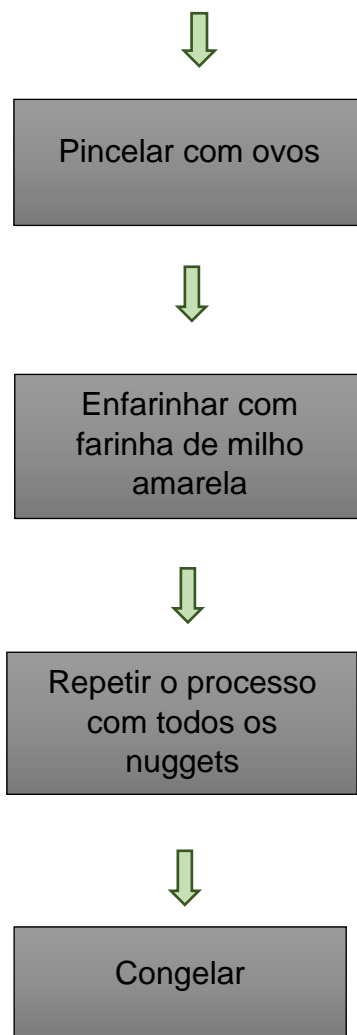 Pincelar com ovos
Enfarinhar com
farinha de milho
amarela
Repetir o processo
com todos os
nuggets
Congelar